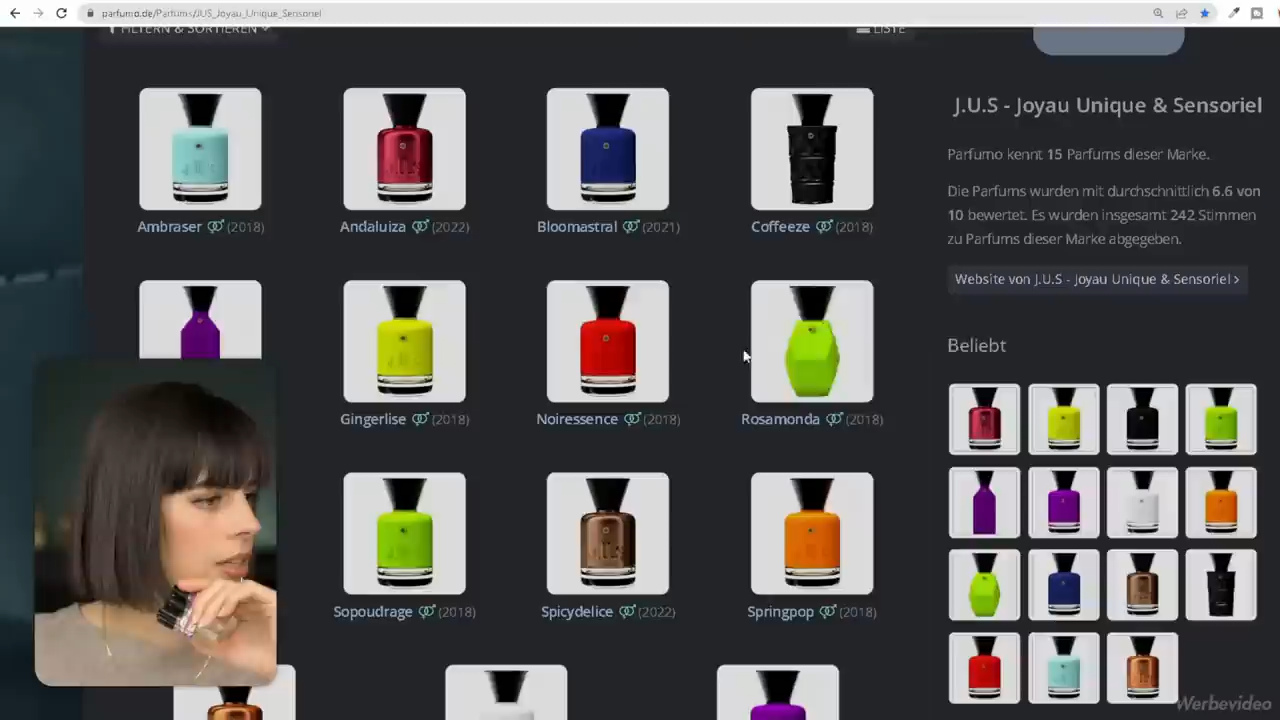 parfumo.de/Parfums/JUS_Joyau_Unique_Sensoriel
FILTERN & SORTIEREN
LISTE
Ambraser (2018)
Andaluiza (2022)
Bloomastral (2021)
Coffeeze (2018)
Gingerlise (2018)
Noiressence (2018)
Rosamonda (2018)
Sopoudrage (2018)
Spicydelice (2022)
Springpop (2018)
J.U.S - Joyau Unique & Sensoriel
Parfumo kennt 15 Parfums dieser Marke.
Die Parfums wurden mit durchschnittlich 6.6 von
10 bewertet. Es wurden insgesamt 242 Stimmen
zu Parfums dieser Marke abgegeben.
Website von J.U.S - Joyau Unique & Sensoriel >
Beliebt
Werbevideo